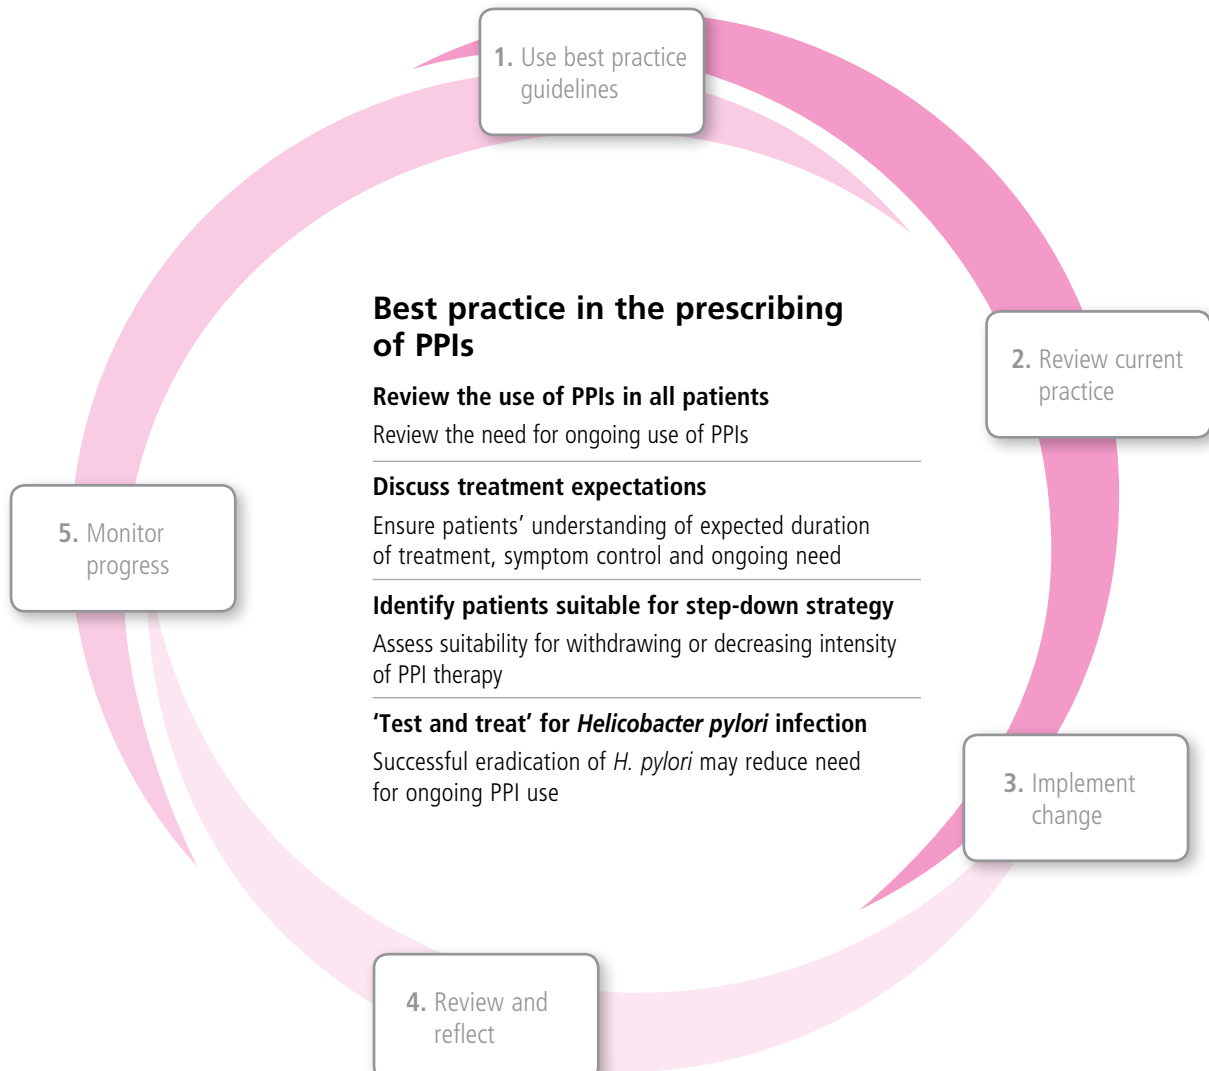 1. Use best practice
guidelines
Best practice in the prescribing
of PPIs
Review the use of PPIs in all patients
Review the need for ongoing use of PPIs
Discuss treatment expectations
Ensure patients’ understanding of expected duration
of treatment, symptom control and ongoing need
Identify patients suitable for step-down strategy
Assess suitability for withdrawing or decreasing intensity
of PPI therapy
‘Test and treat’ for Helicobacter pylori infection
Successful eradication of H. pylori may reduce need
for ongoing PPI use
2. Review current
practice
3. Implement
change
4. Review and
reflect
5. Monitor
progress